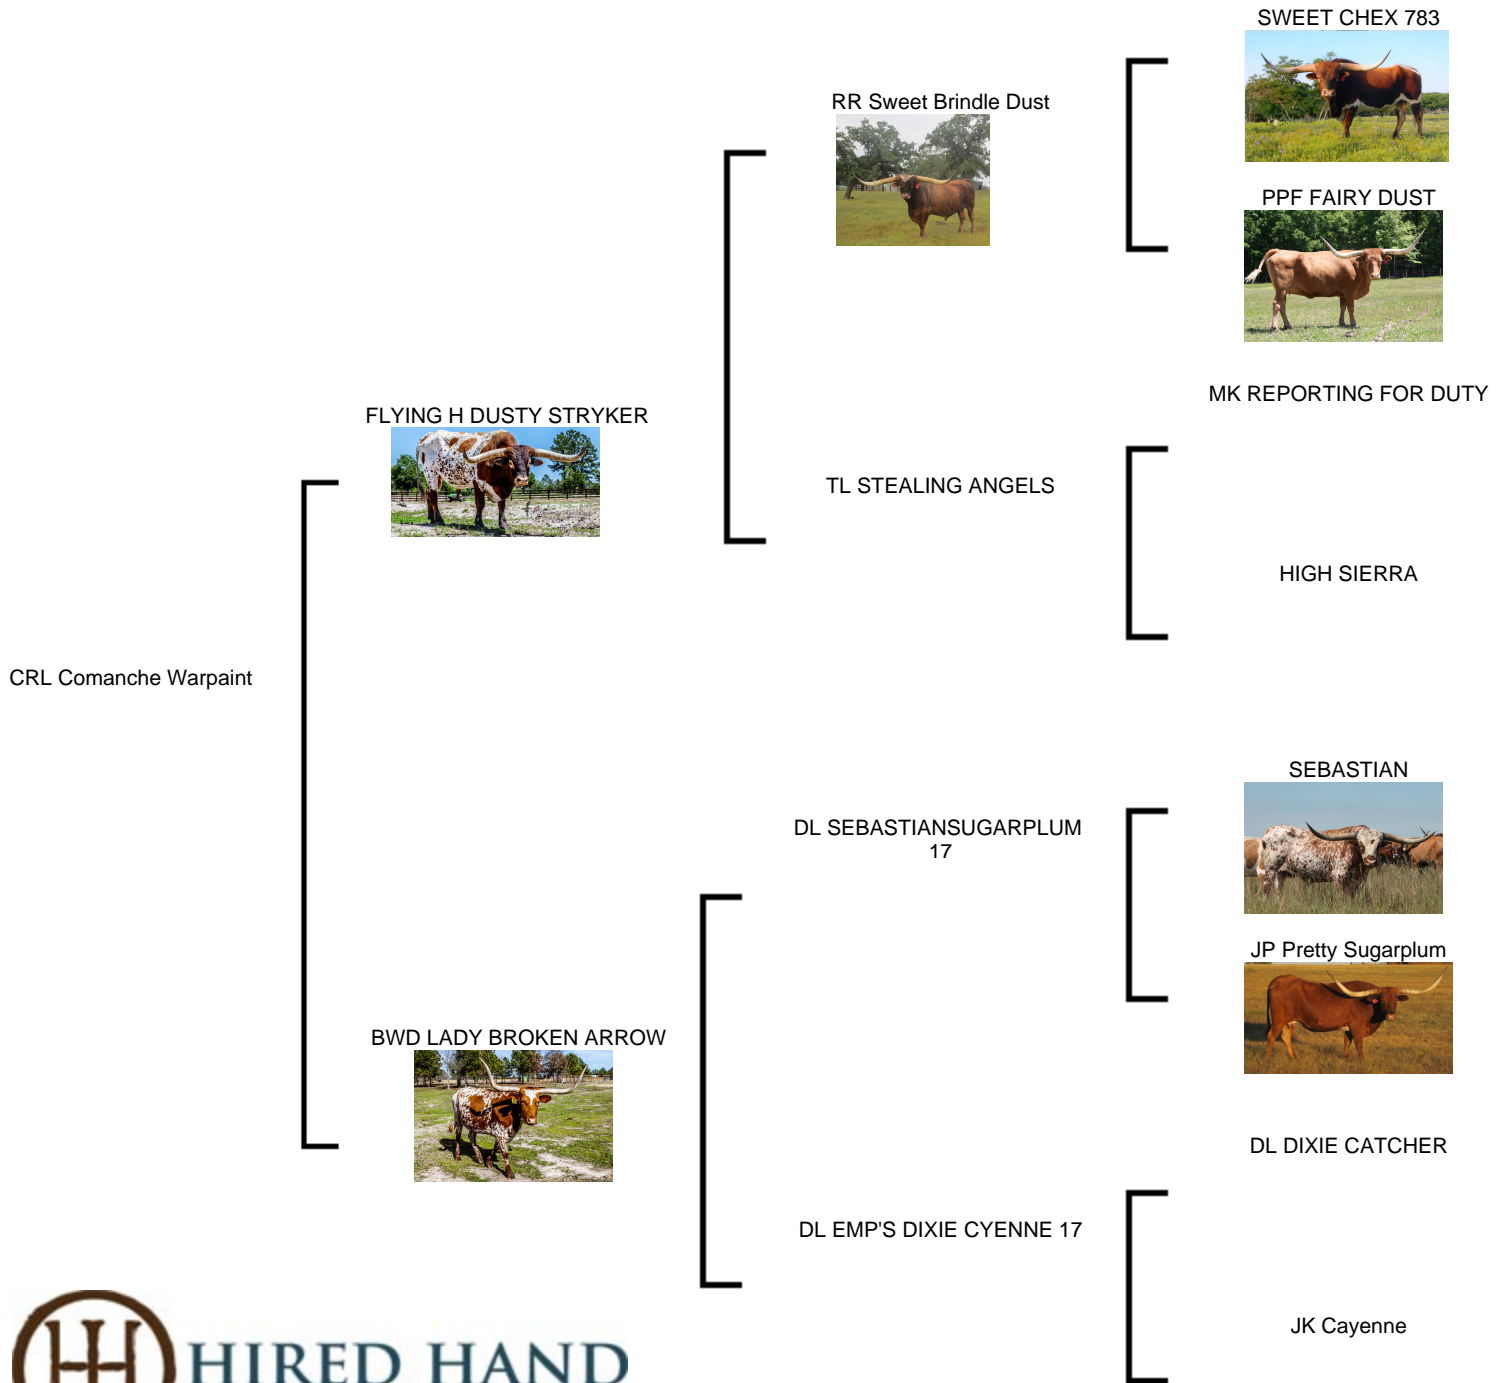 SWEET CHEX 783
RR Sweet Brindle Dust
PPF FAIRY DUST
MK REPORTING FOR DUTY
FLYING H DUSTY STRYKER
TL STEALING ANGELS
HIGH SIERRA
CRL Comanche Warpaint
SEBASTIAN
DL SEBASTIANSUGARPLUM
17
JP Pretty Sugarplum
BWD LADY BROKEN ARROW
DL DIXIE CATCHER
DL EMP'S DIXIE CYENNE 17
JK Cayenne
HIRED HAND